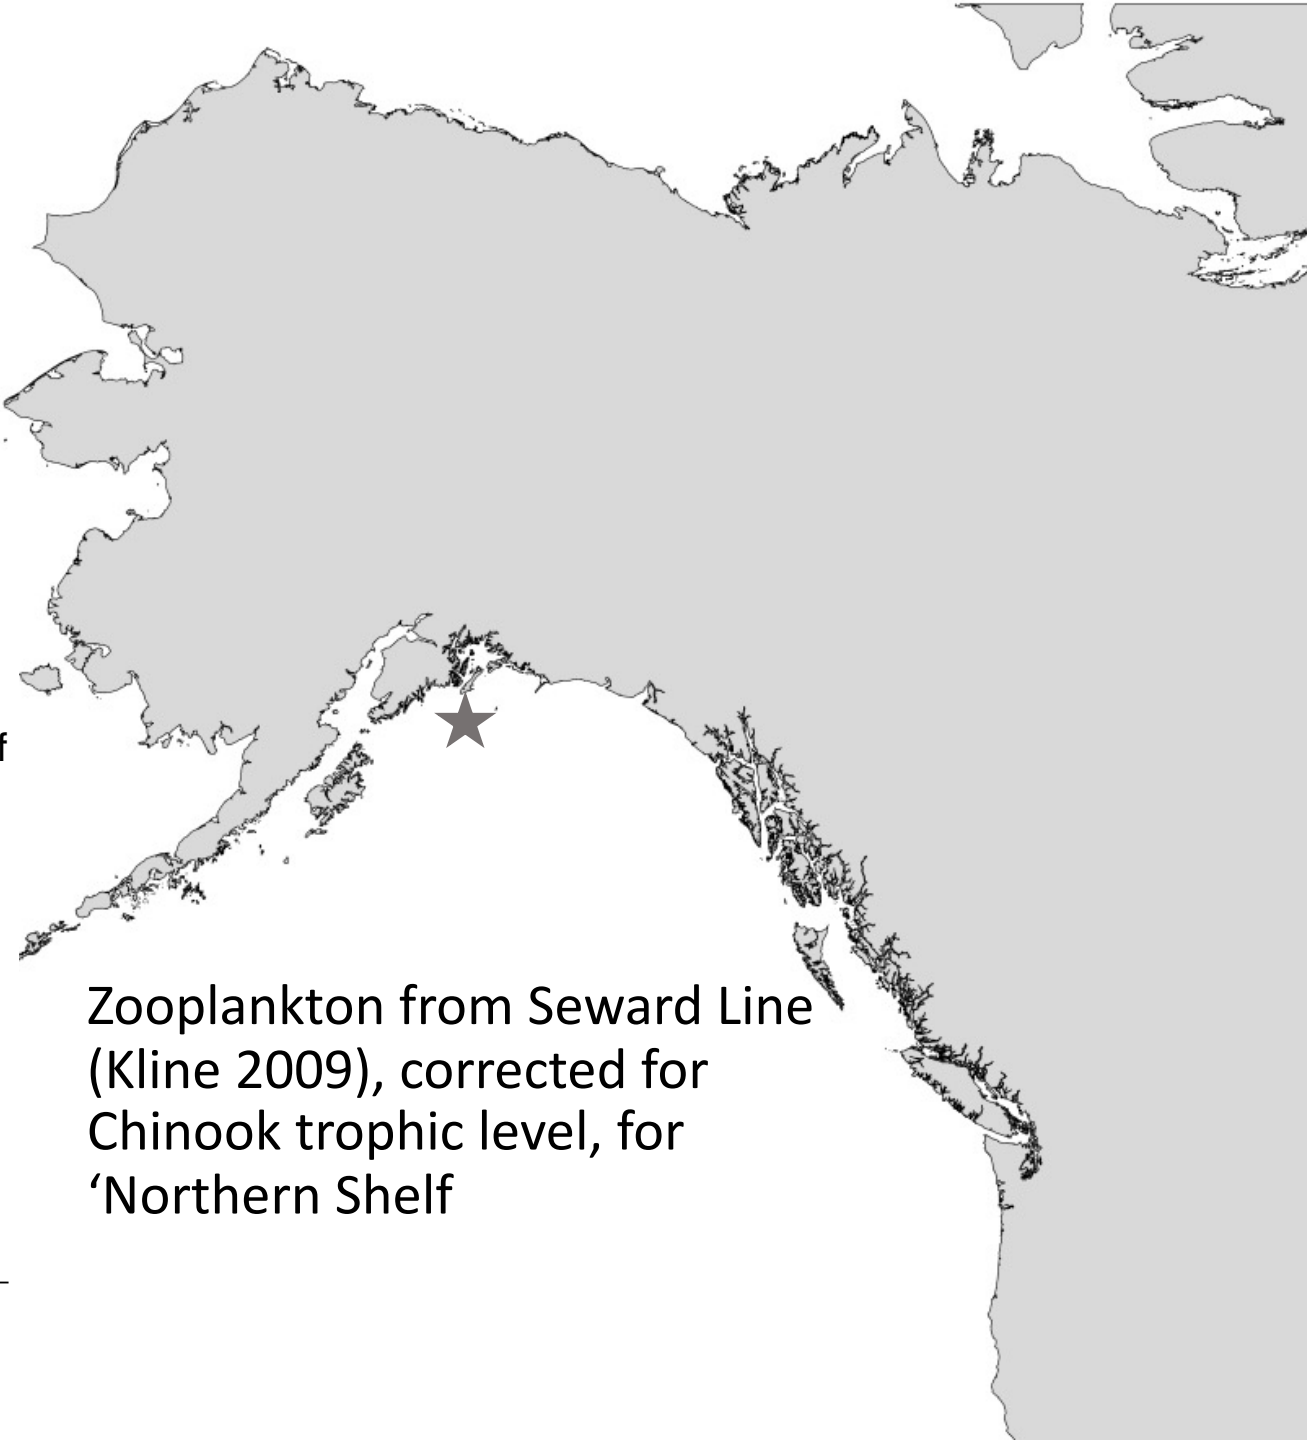 f
Zooplankton from Seward Line
(Kline 2009), corrected for
Chinook trophic level, for
‘Northern Shelf